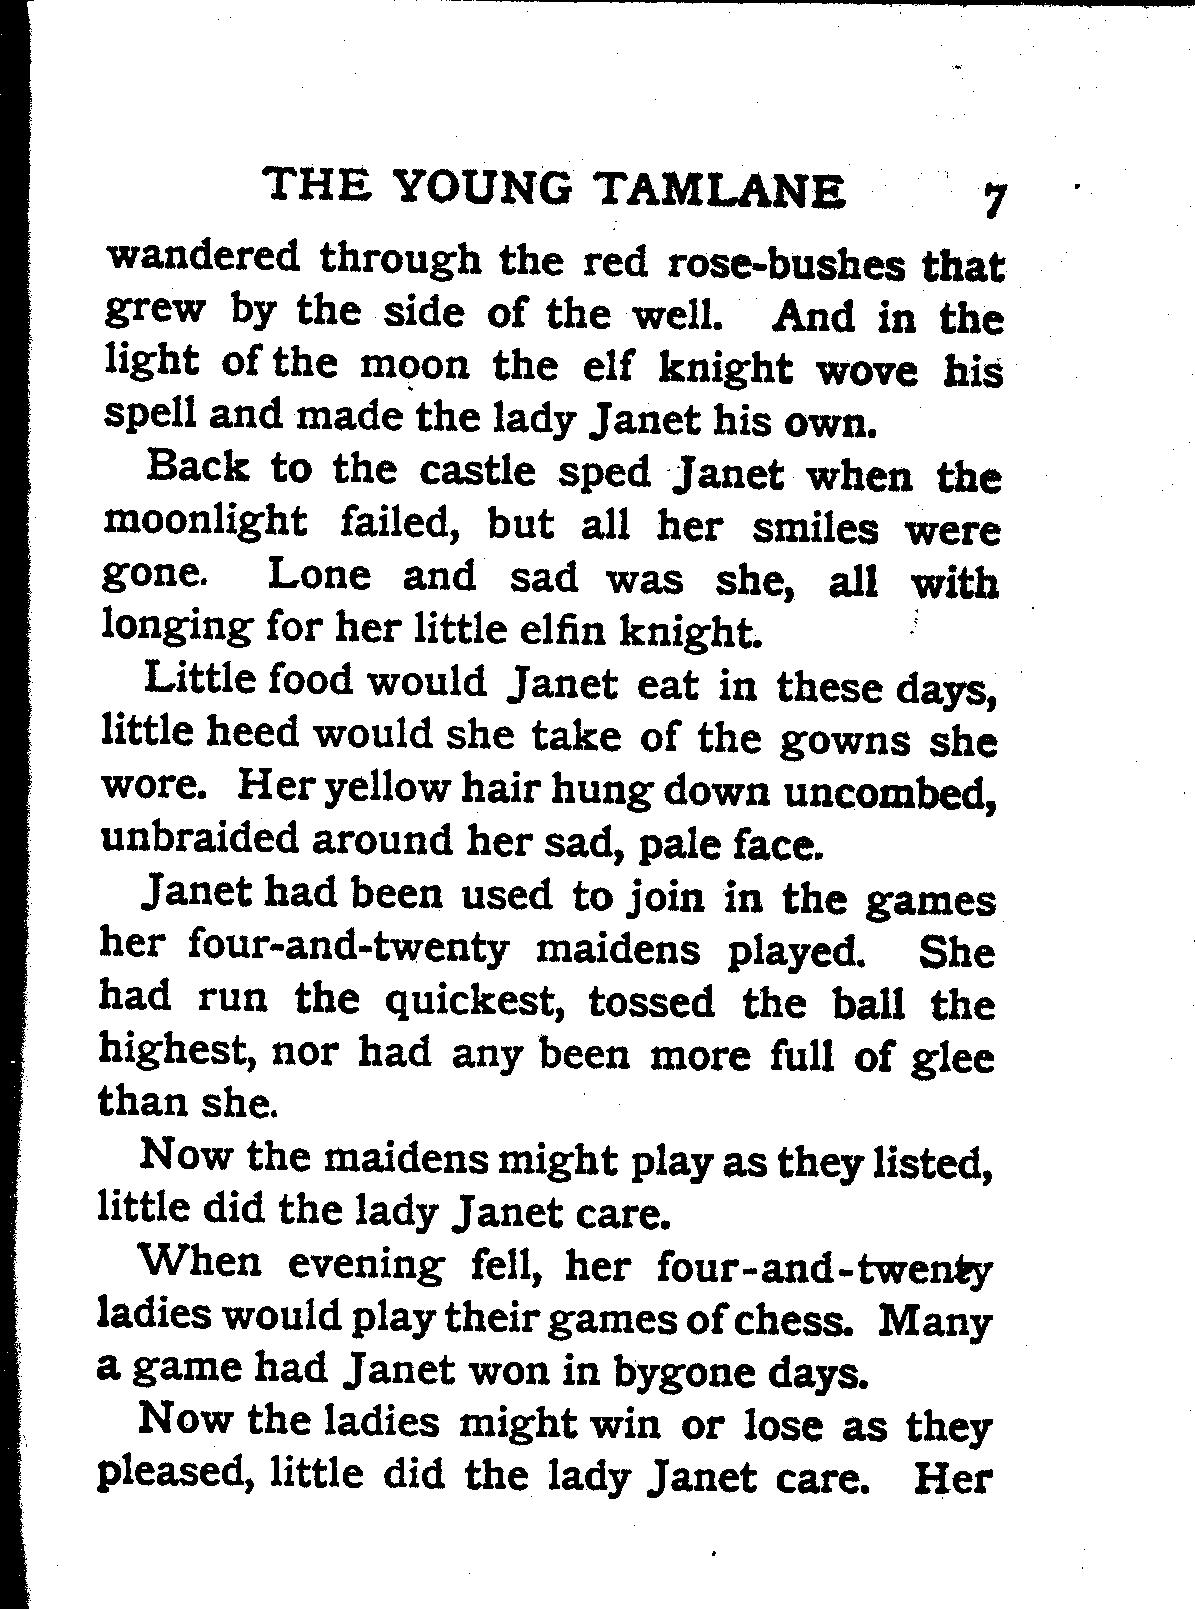 THE YOUNG TAMLANE 7
wandered through the red rose-bushes that
grew by the side of the well. And in the
light of the moon the elf knight wove his
spell and made the lady Janet his own.
Back to the castle sped Janet when the
moonlight failed, but all her smiles were
gone. Lone and sad was she, all with
longing for her little elfin knight.
Little food would Janet eat in these days,
little heed would she take of the gowns she
wore. Her yellow hair hung down uncombed,
unbraided around her sad, pale face.
Janet had been used to join in the games
her four-and-twenty maidens played. She
had run the quickest, tossed the ball the
highest, nor had any been more full of glee
than she.
Now the maidens might play as they listed,
little did the lady Janet care.
When evening fell, her four-and-twenty
ladies would play their games of chess. Many
a game had Janet won in bygone days.
Now the ladies might win or lose as they
pleased, little did the lady Janet care. Her